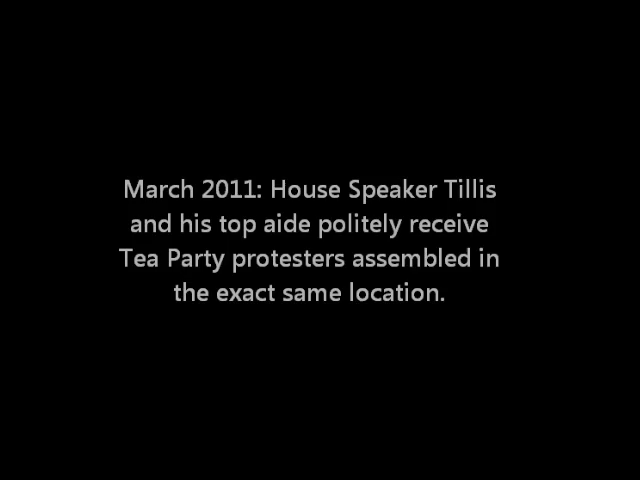 March 2011: House Speaker Tillis
and his top aide politely receive
Tea Party protesters assembled in
the exact same location.